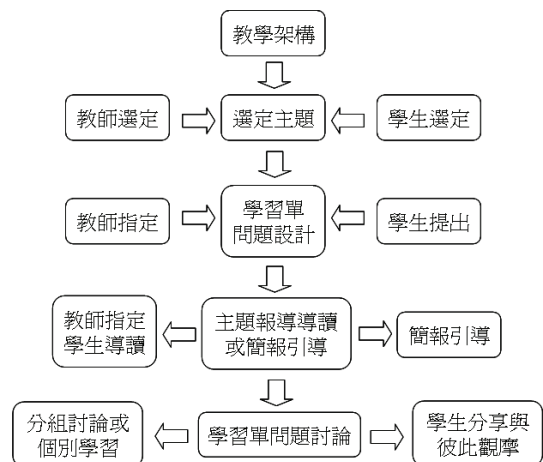 教學架構
教師選定
選定主題
學生選定
教師指定
學習單
問題設計
學生提出
教師指定
學生導讀
主題報導導讀
或簡報引導
簡報引導
分組討論或
個別學習
學習單問題討論
學生分享與
彼此觀摩